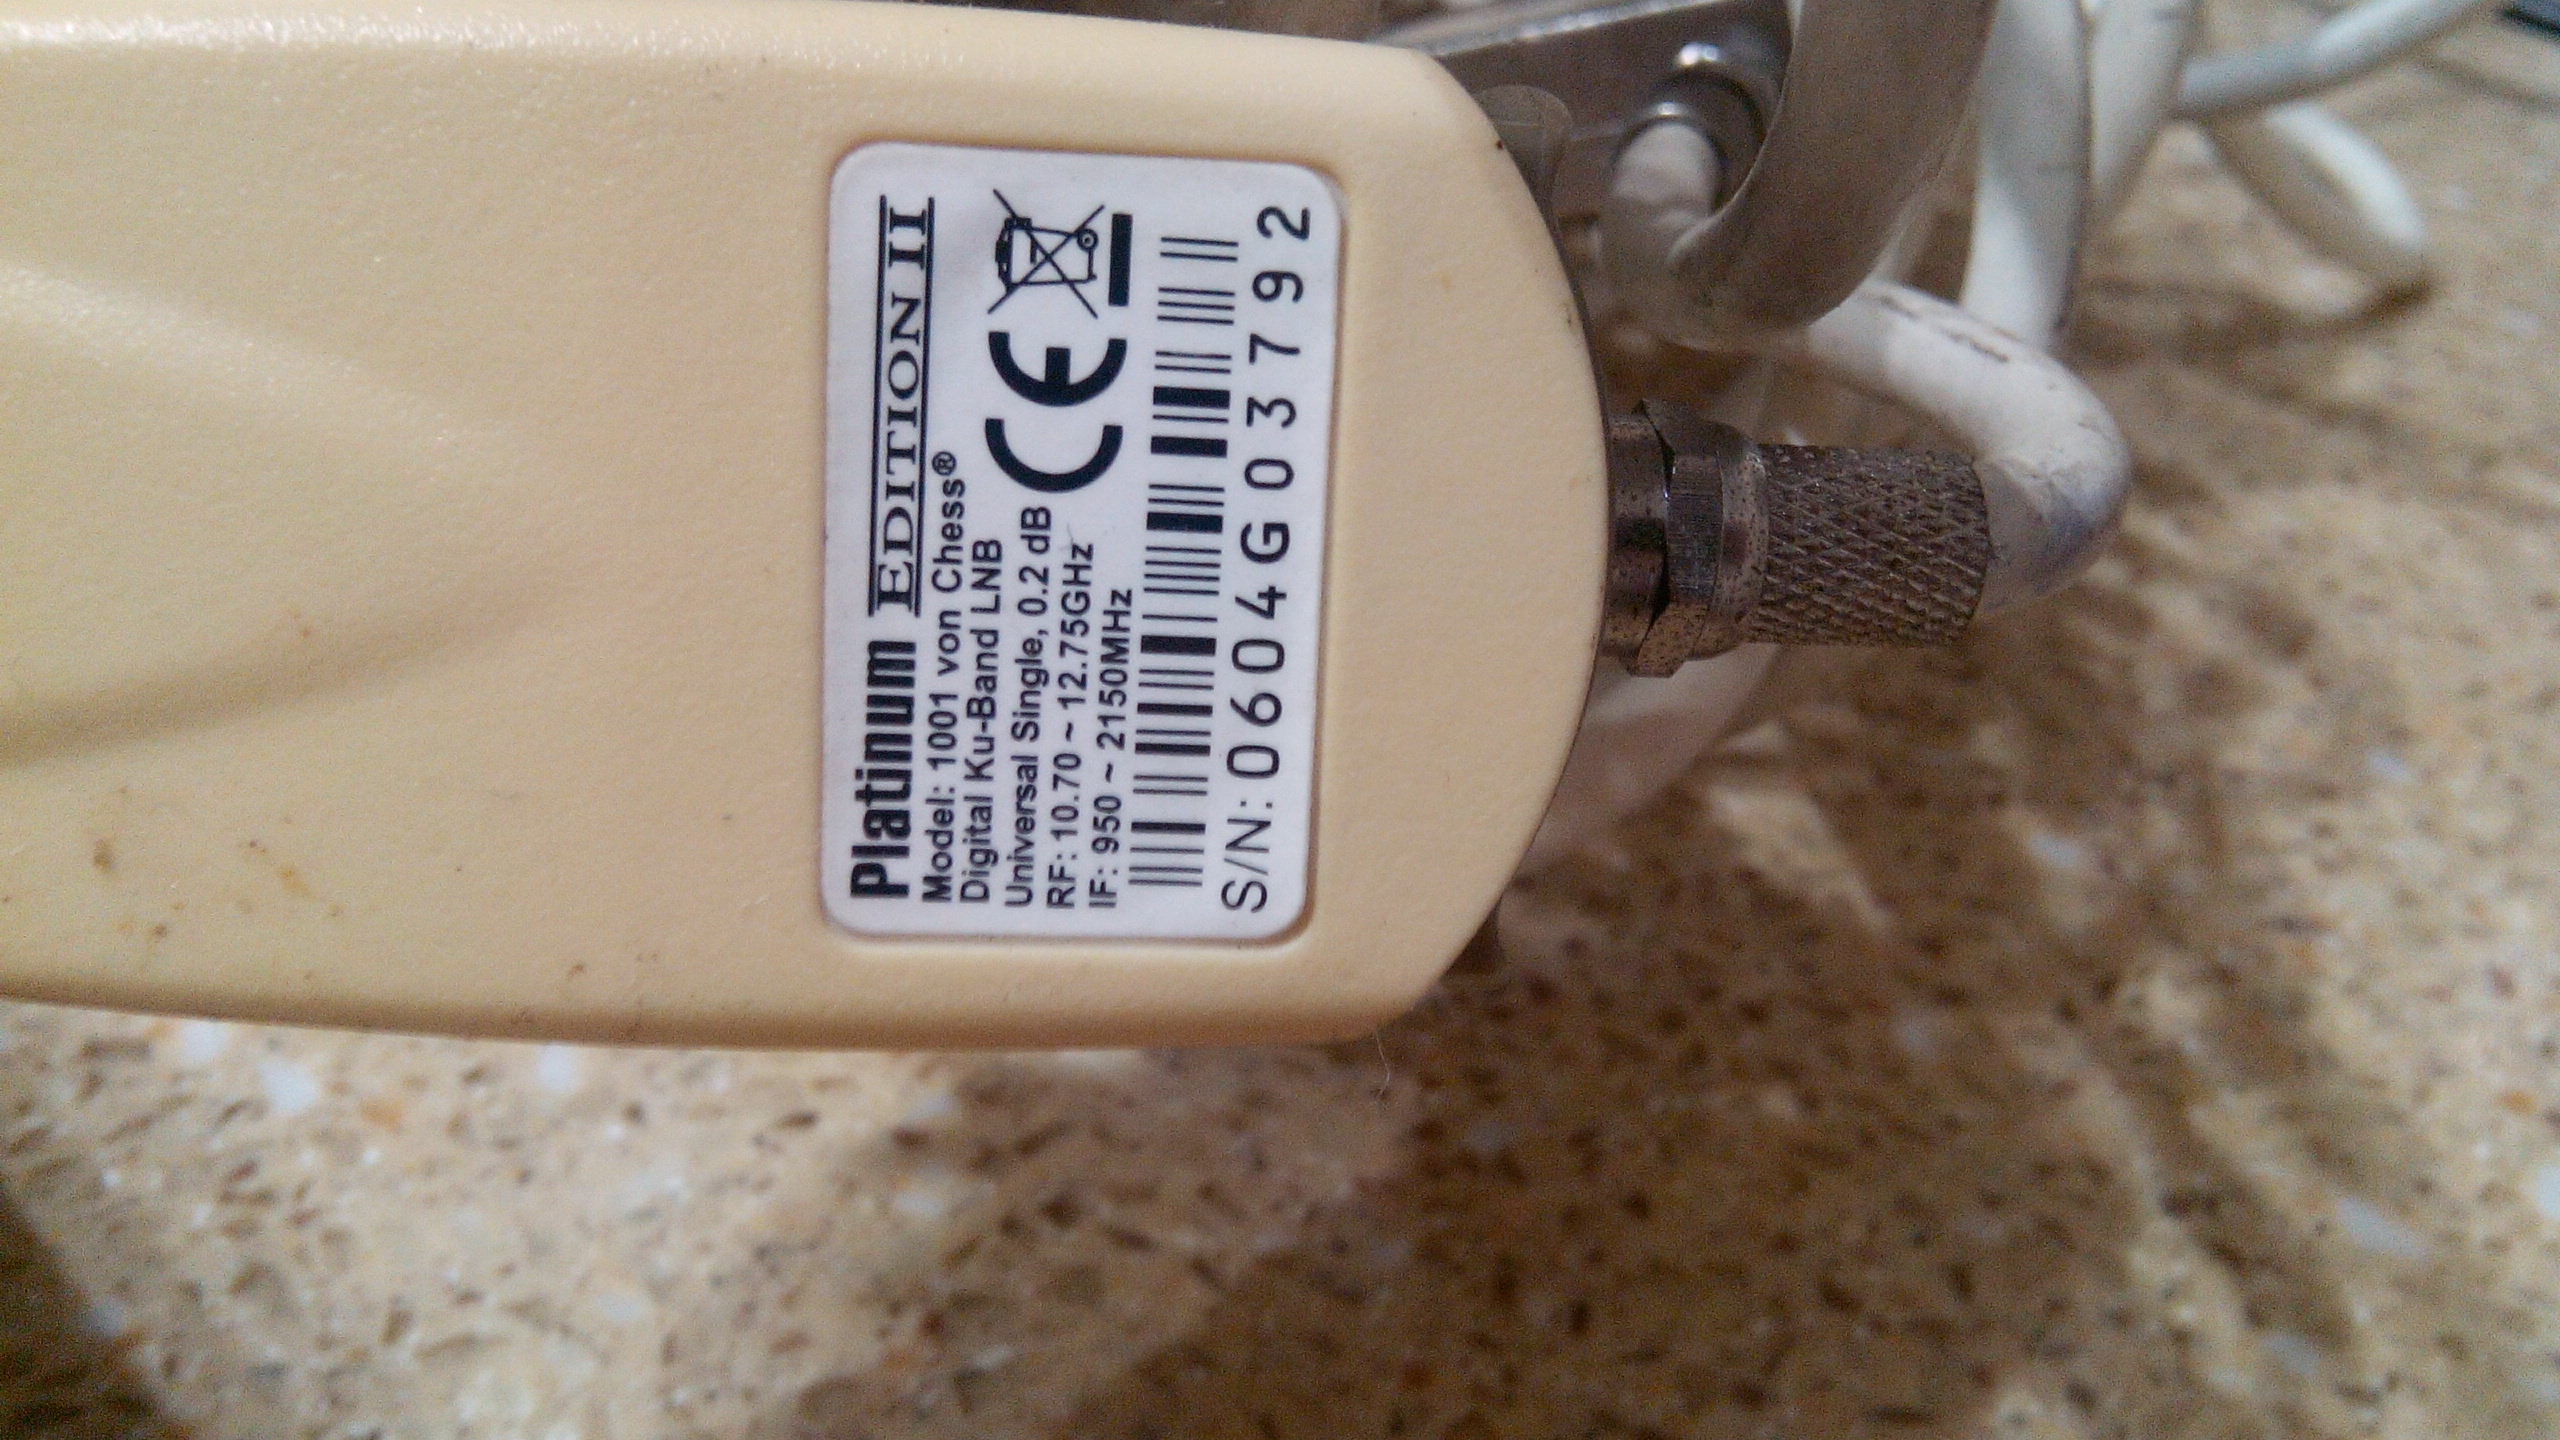 Platinum EDITION II
Model: 1001 von Chess®
Digital Ku-Band LNB
Universal Single, 0.2 dB
RF: 10.70 ~ 12.75GHz
IF: 950 ~ 2150MHz
CE
S/N: 0604G03792